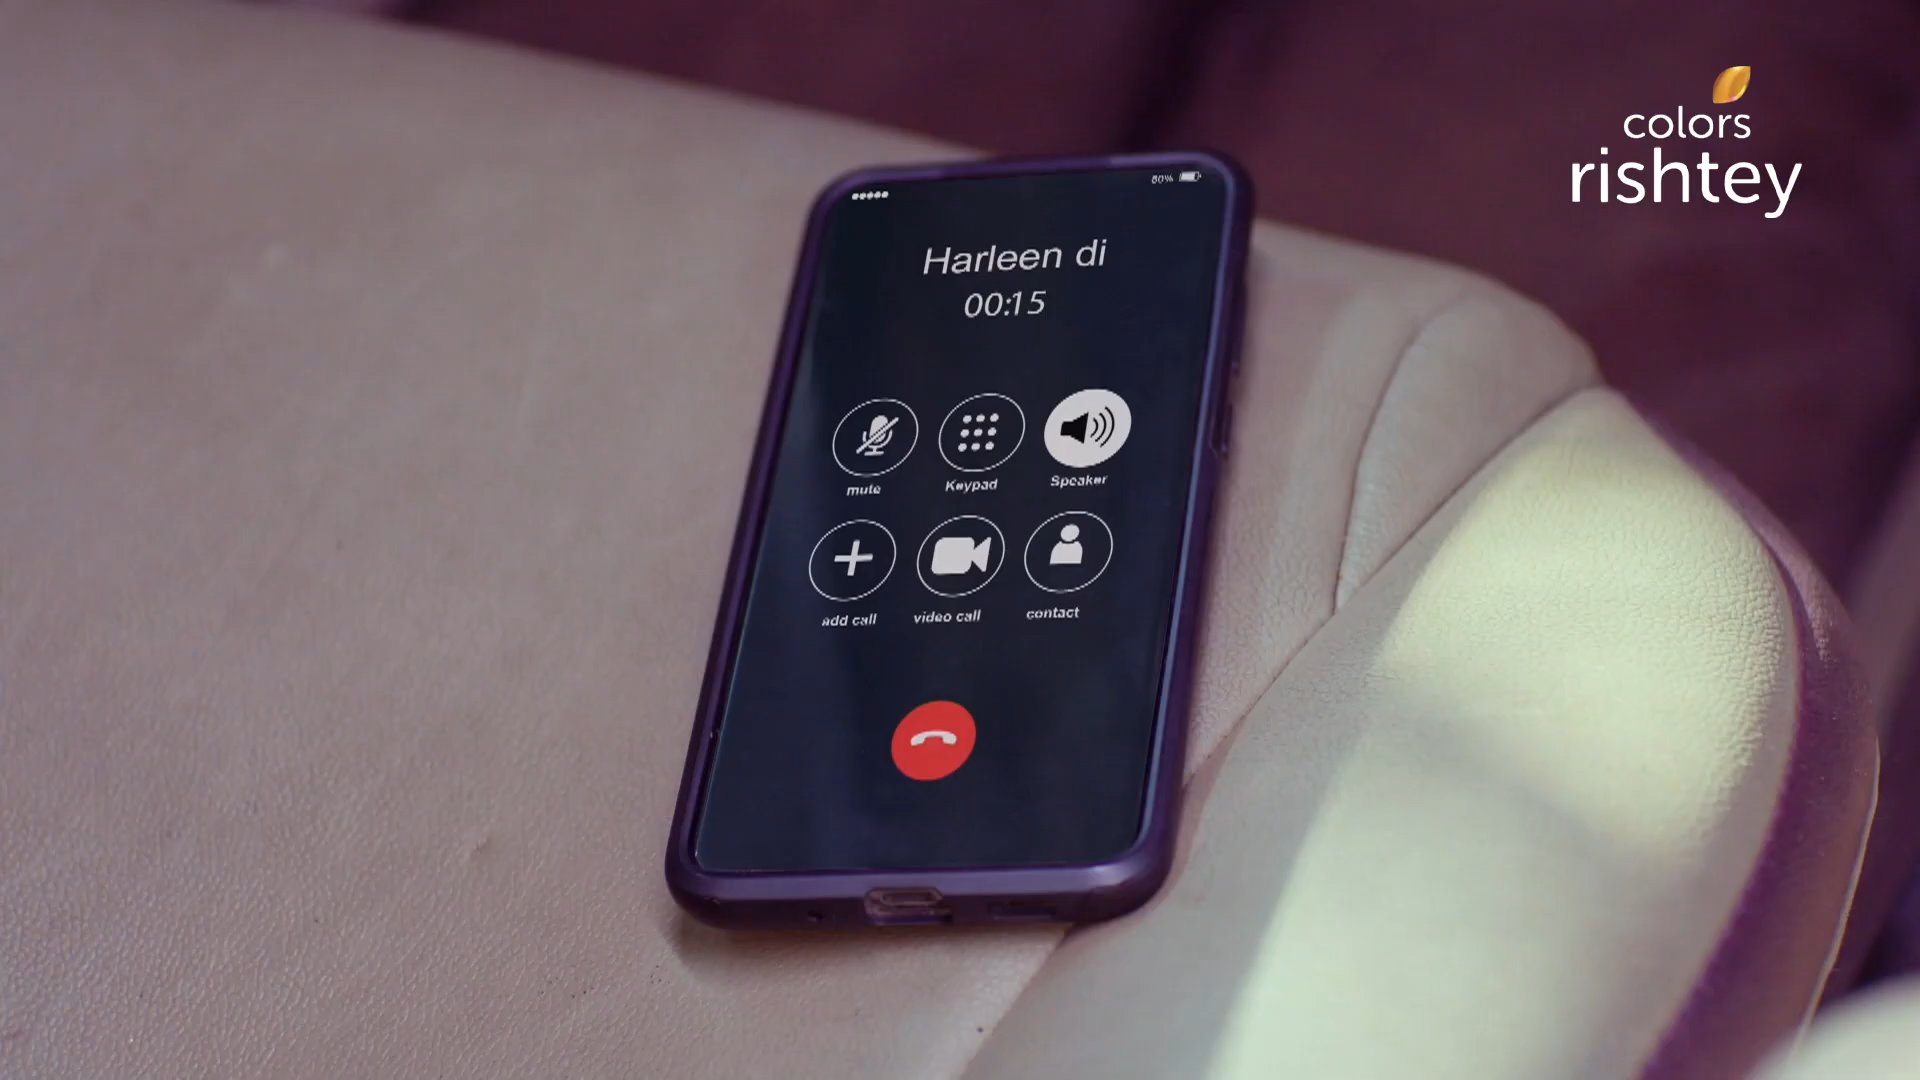 colors
rishtey
80%
Harleen di
00:15
mute
Keypad
Speaker
add call
video call
contact